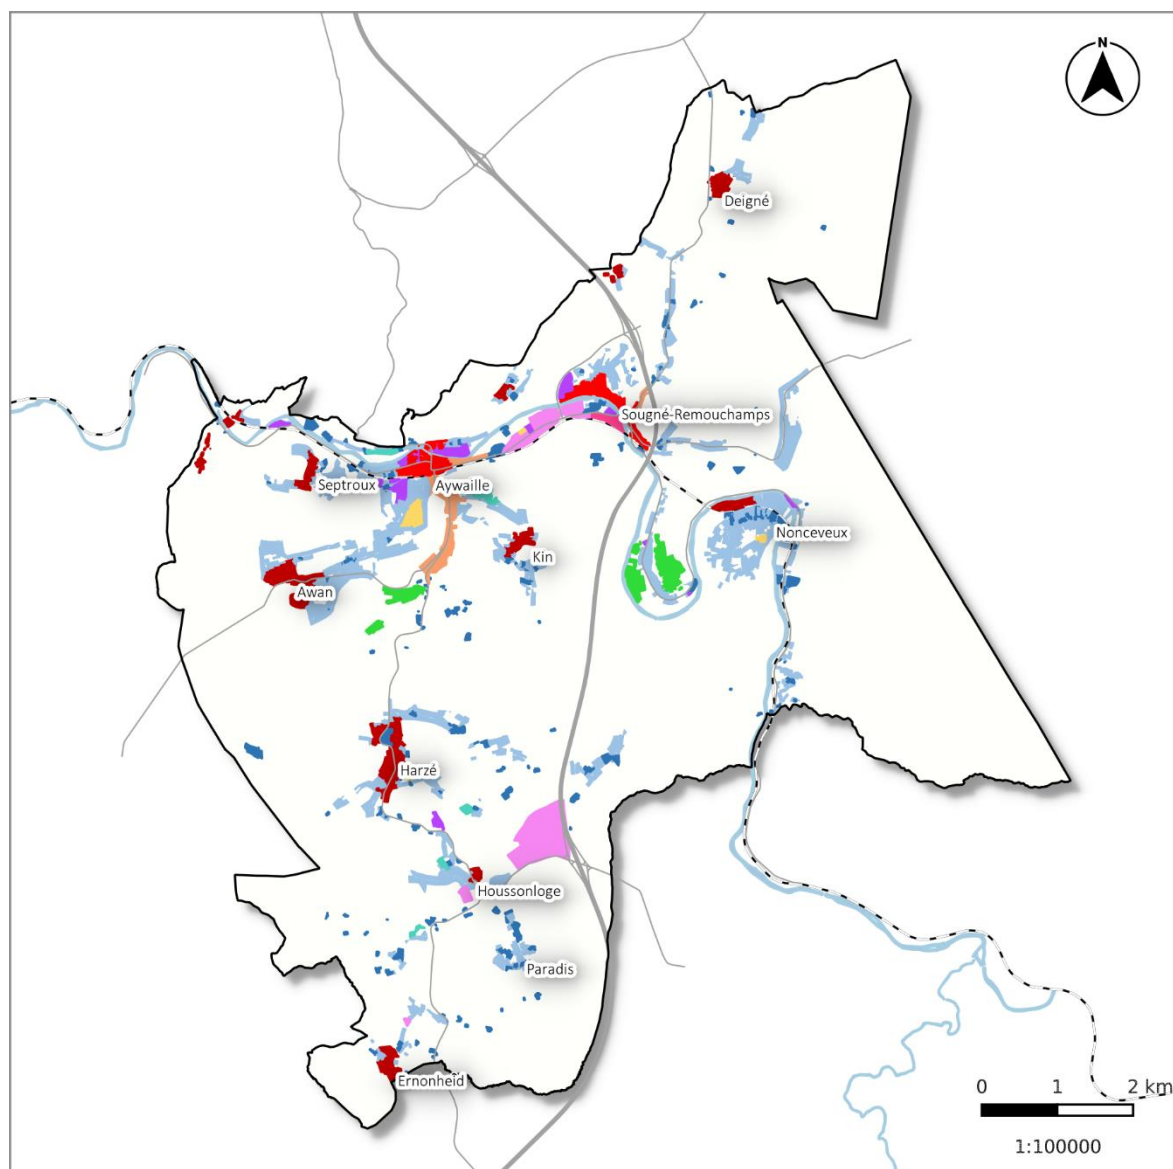 N
Deigné
Sougné-Remouchamps
Septroux
Aywaille
Nonceveux
Kin
Awan
Harzé
Houssonloge
Paradis
Ernonheid
0 1 2 km
1:100000